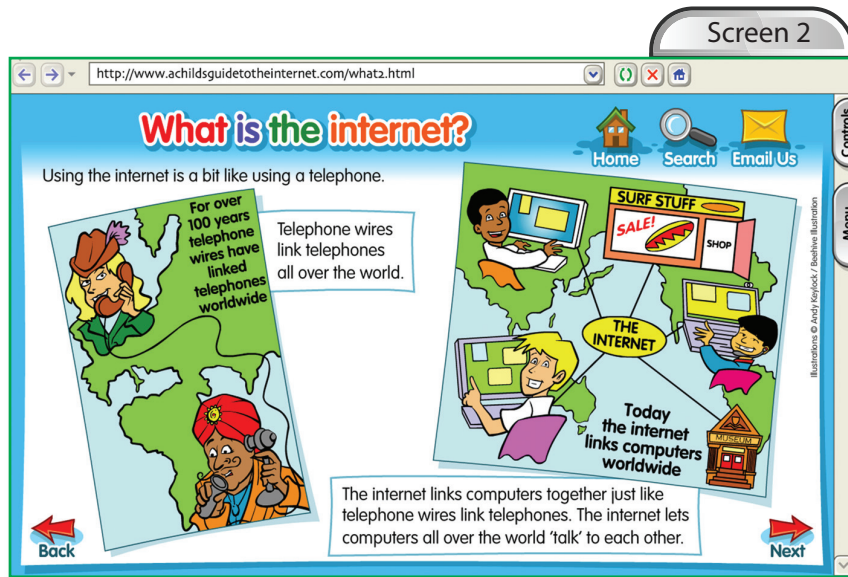 Screen 2
http://www.achildsguidetotheinternet.com/what2.html
What is the internet?
Home
Search
Email Us
Controls
Menu
Using the internet is a bit like using a telephone.
For over
100 years
telephone
wires have
linked
telephones
worldwide
Telephone wires
link telephones
all over the world.
SURF STUFF
SALE!
SHOP
THE
INTERNET
MUSEUM
Today
the internet
links computers
worldwide
Illustrations © Andy Keylock / Beehive Illustration
The internet links computers together just like
telephone wires link telephones. The internet lets
computers all over the world ‘talk’ to each other.
Back
Next